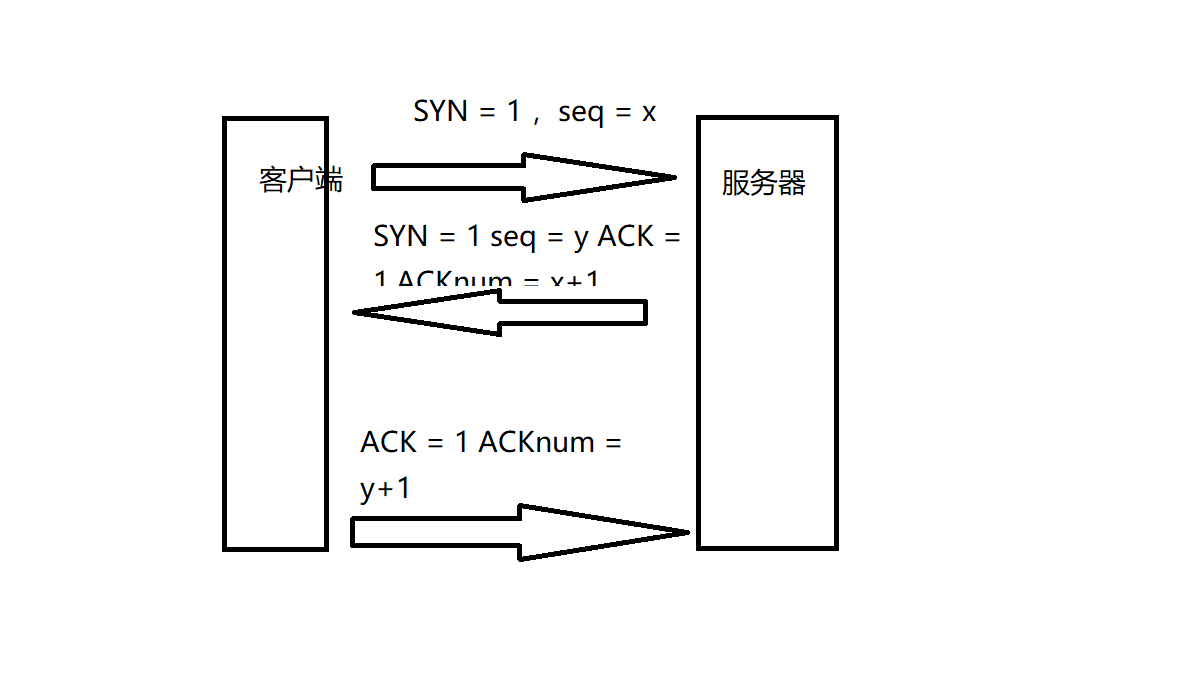 SYN = 1 ，seq = x
客户端
服务器
SYN = 1 seq = y ACK =
1 ACKnum = x+1
ACK = 1 ACKnum =
y+1